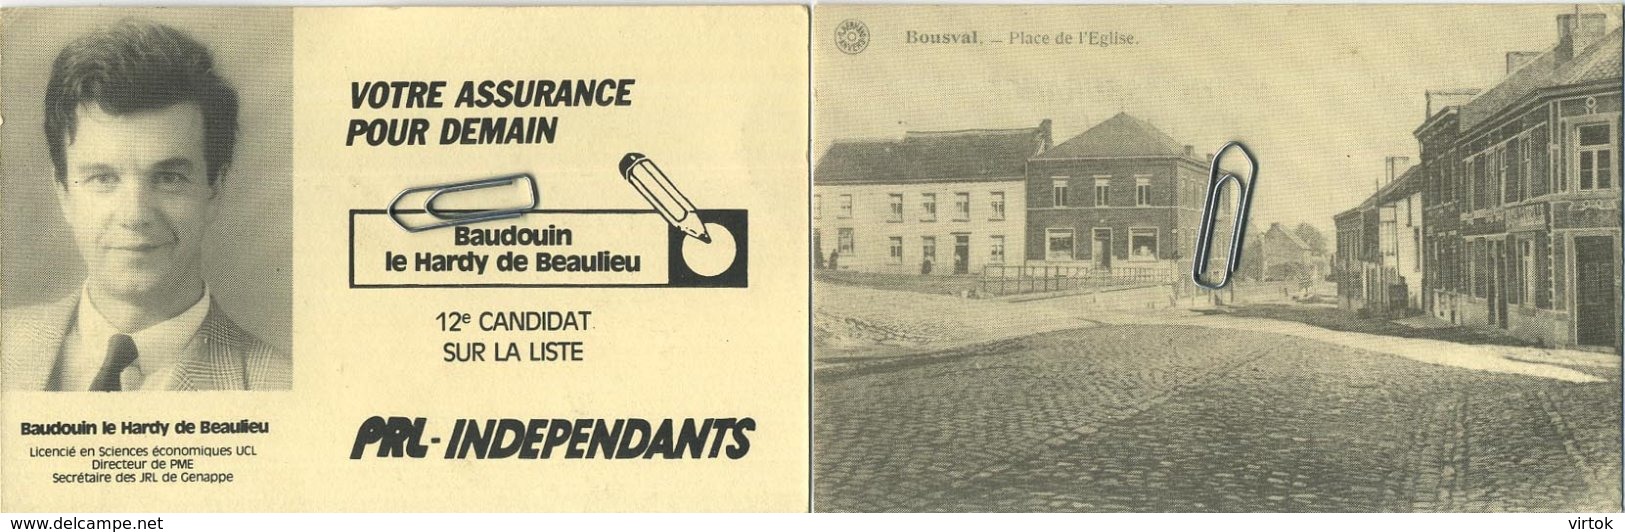 VOTRE ASSURANCE
POUR DEMAIN
Baudouin
le Hardy de Beaulieu
12e CANDIDAT
SUR LA LISTE
PRL-INDEPENDANTS
Baudouin le Hardy de Beaulieu
Licencié en Sciences économiques UCL
Directeur de PME
Secrétaire des JRL de Genappe
Bousval. — Place de l'Eglise.
www.delcampe.net
virtok